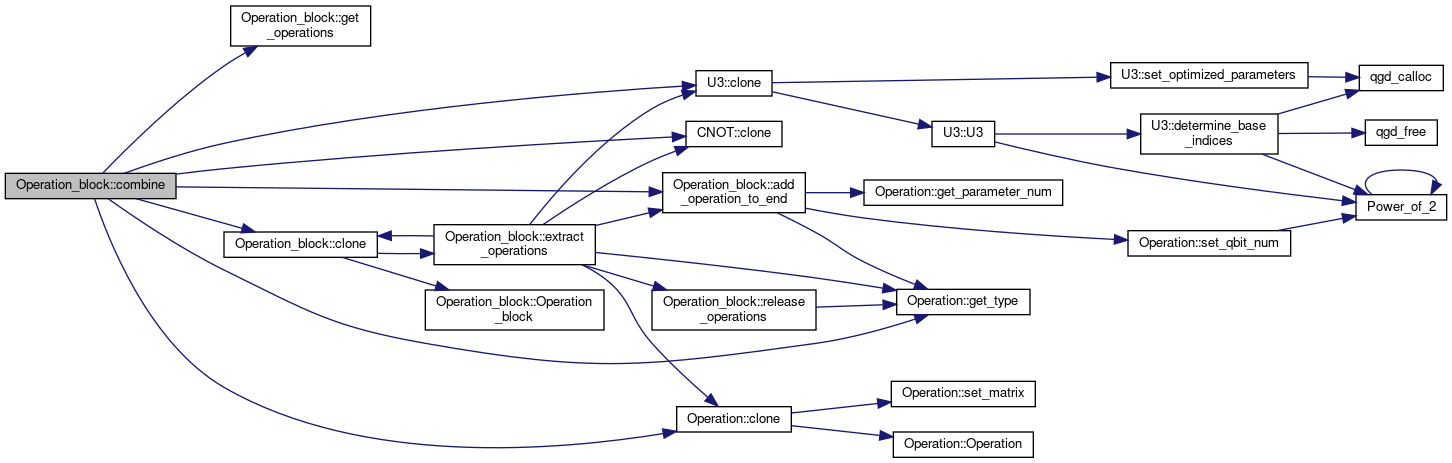 Operation_block::get
_operations
U3::clone
U3::set_optimized_parameters
qgd_calloc
CNOT::clone
U3::U3
U3::determine_base
_indices
qgd_free
Operation_block::combine
Operation_block::add
_operation_to_end
Operation::get_parameter_num
Power_of_2
Operation_block::clone
Operation_block::extract
_operations
Operation::set_qbit_num
Operation_block::Operation
_block
Operation_block::release
_operations
Operation::get_type
Operation::clone
Operation::set_matrix
Operation::Operation